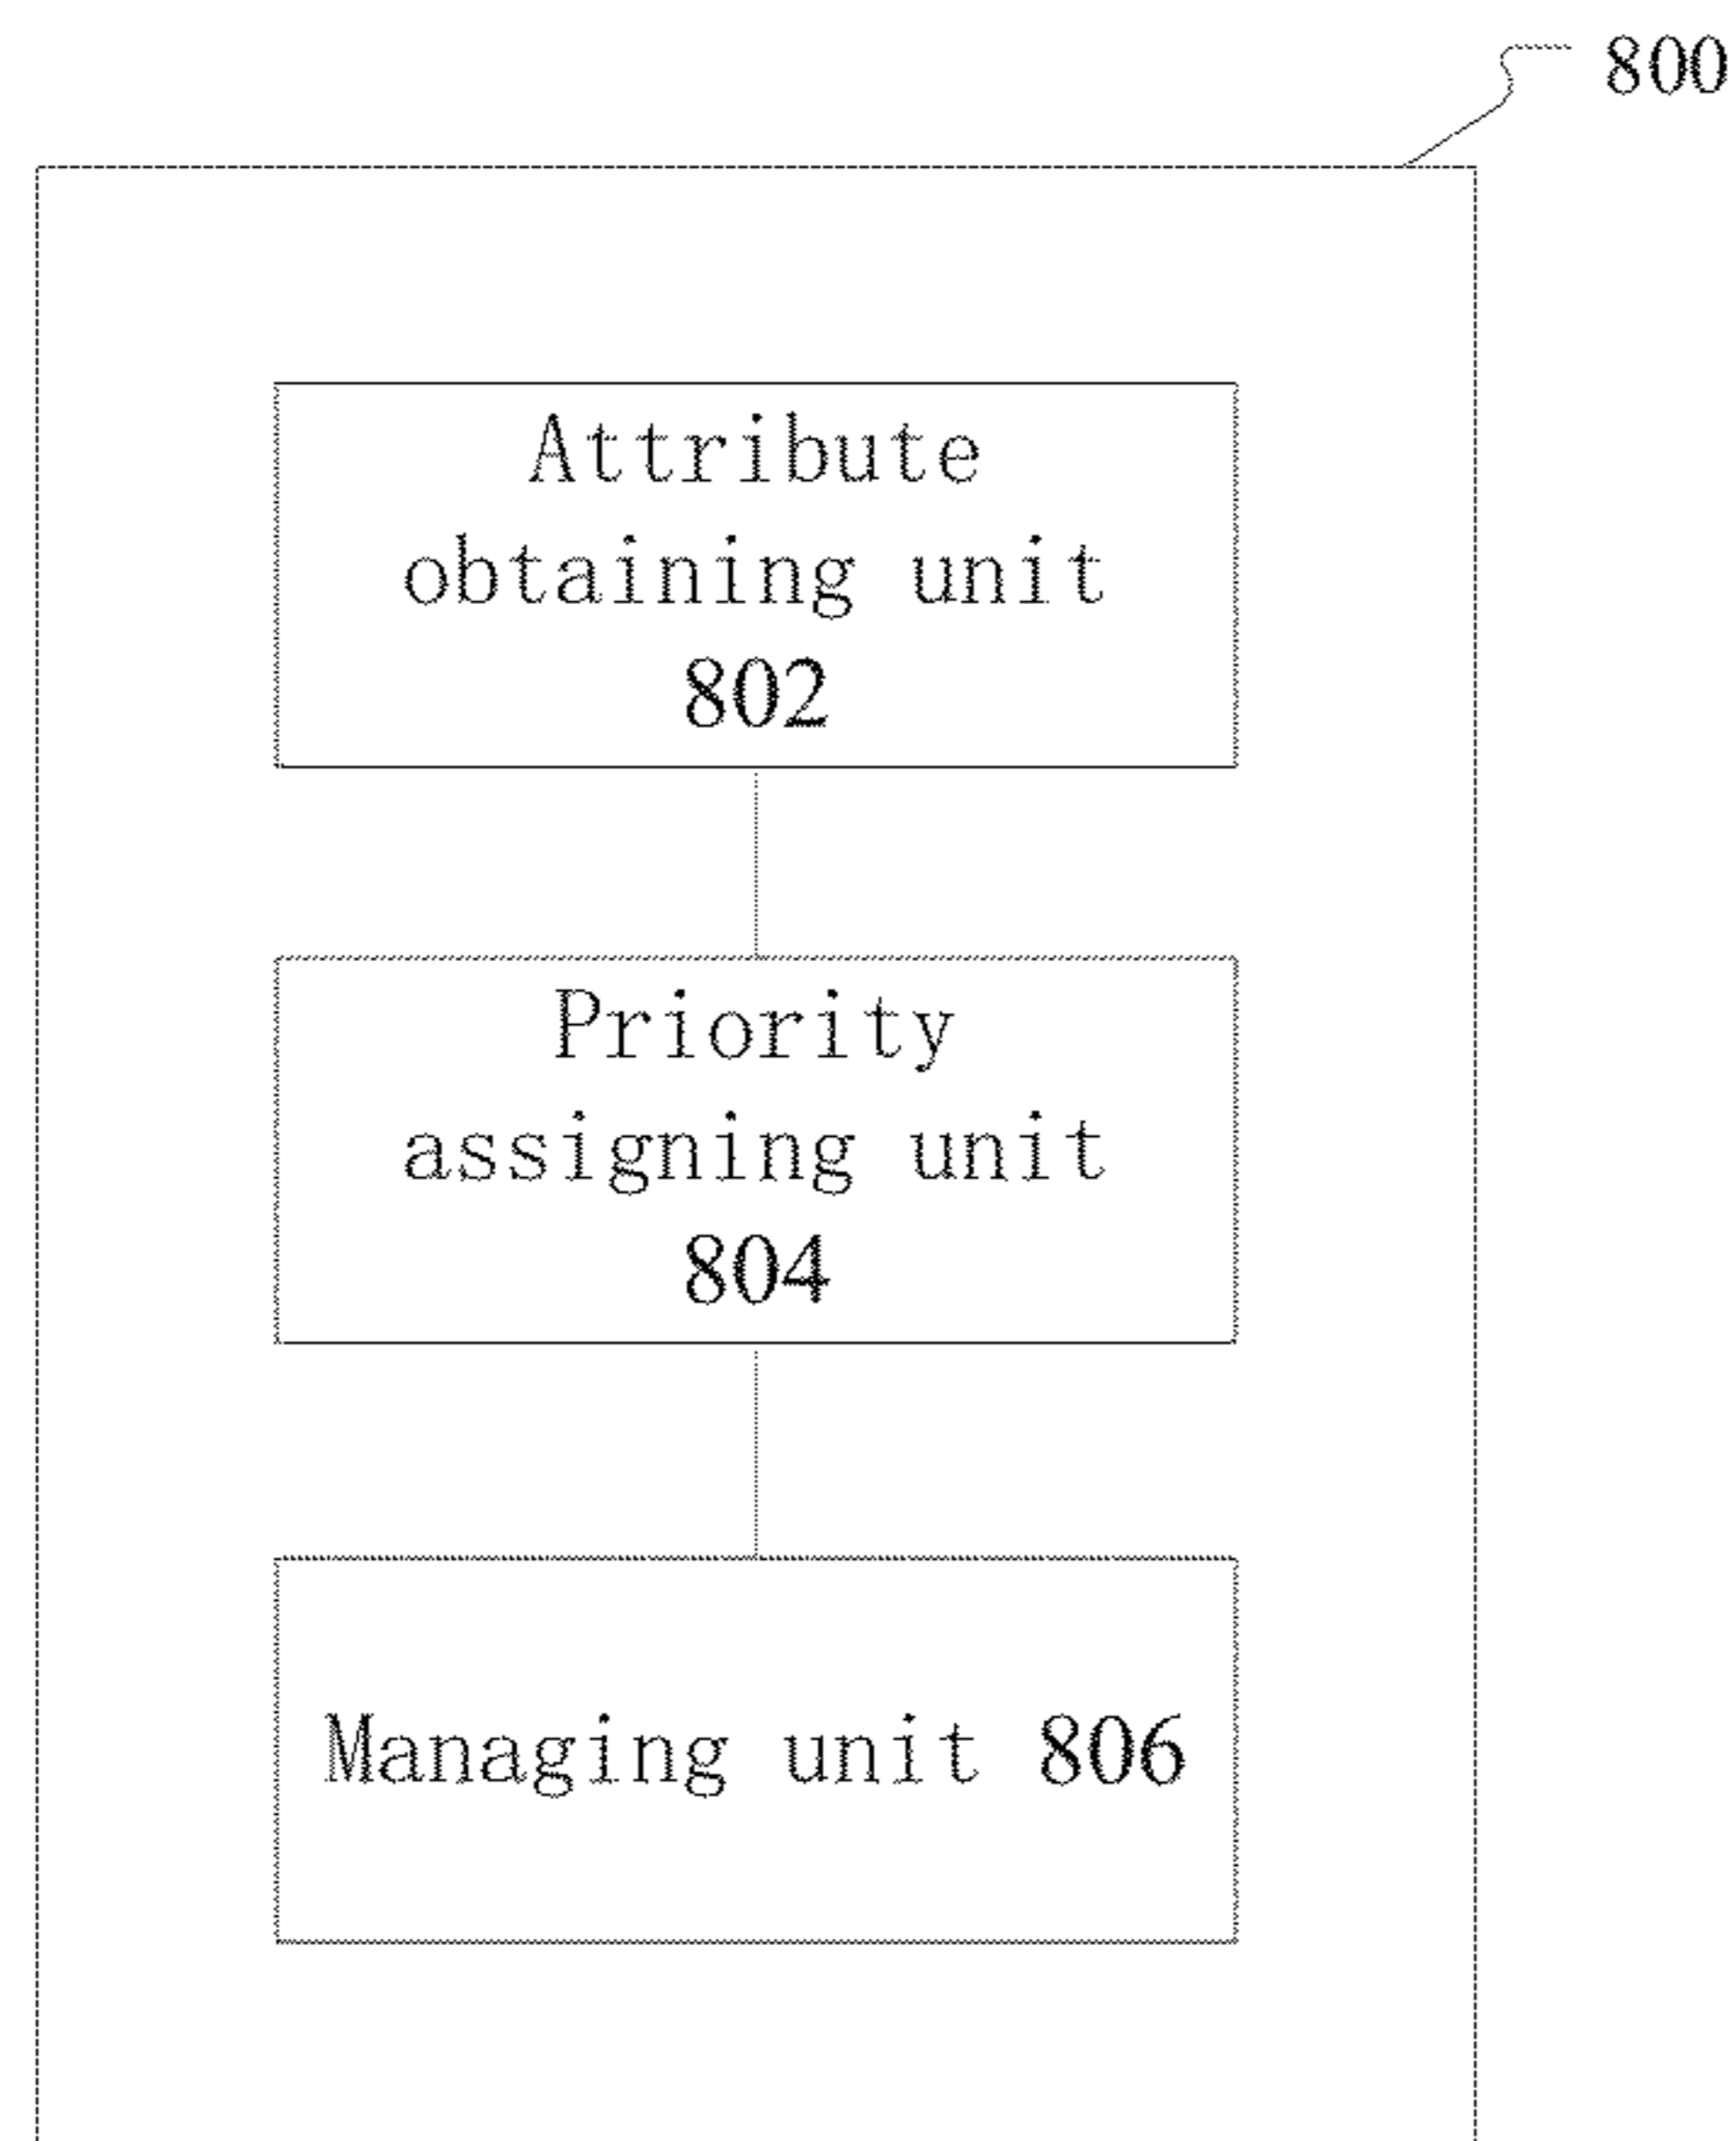 800
Attribute
obtaining unit
802
Priority
assigning unit
804
Managing unit 806